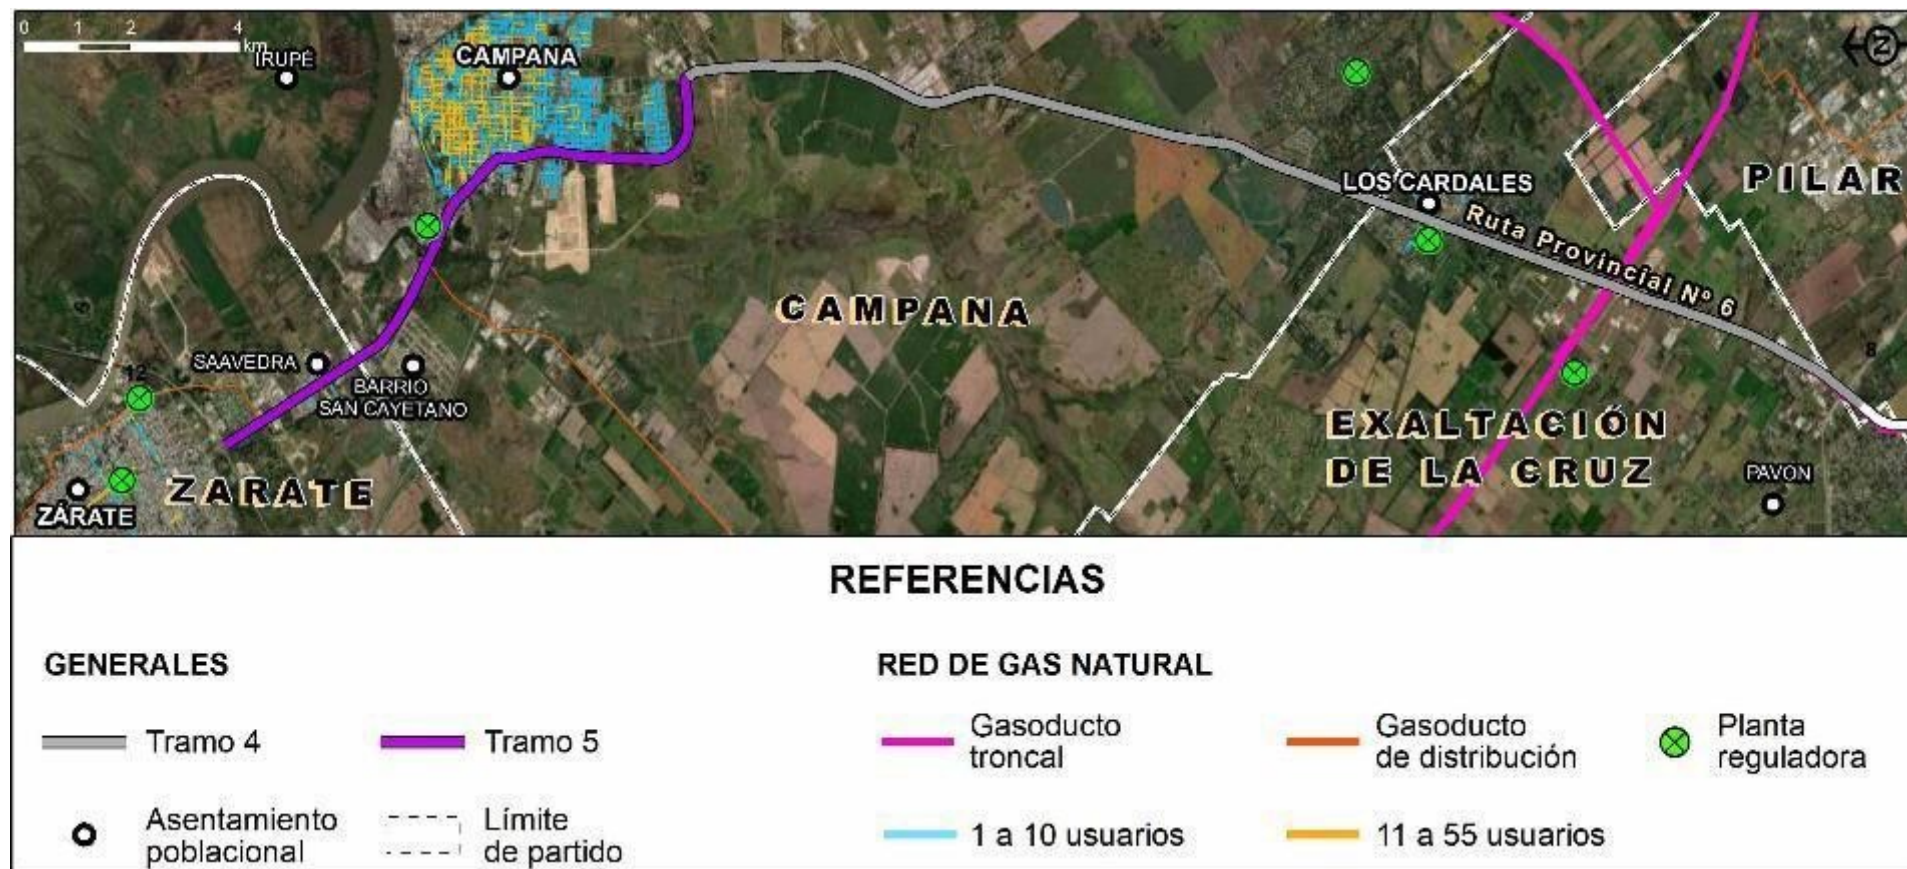 0 1 2 4
km
IRUPÉ
CAMPANA
N
PILAR
LOS CARDALES
Ruta Provincial Nº 6
CAMPANA
6
8
SAAVEDRA
12
BARRIO
SAN CAYETANO
EXALTACIÓN
DE LA CRUZ
PAVON
ZARATE
ZÁRATE
REFERENCIAS
GENERALES
Tramo 4
Tramo 5
Asentamiento
poblacional
Límite
de partido
RED DE GAS NATURAL
Gasoducto
troncal
Gasoducto
de distribución
Planta
reguladora
1 a 10 usuarios
11 a 55 usuarios